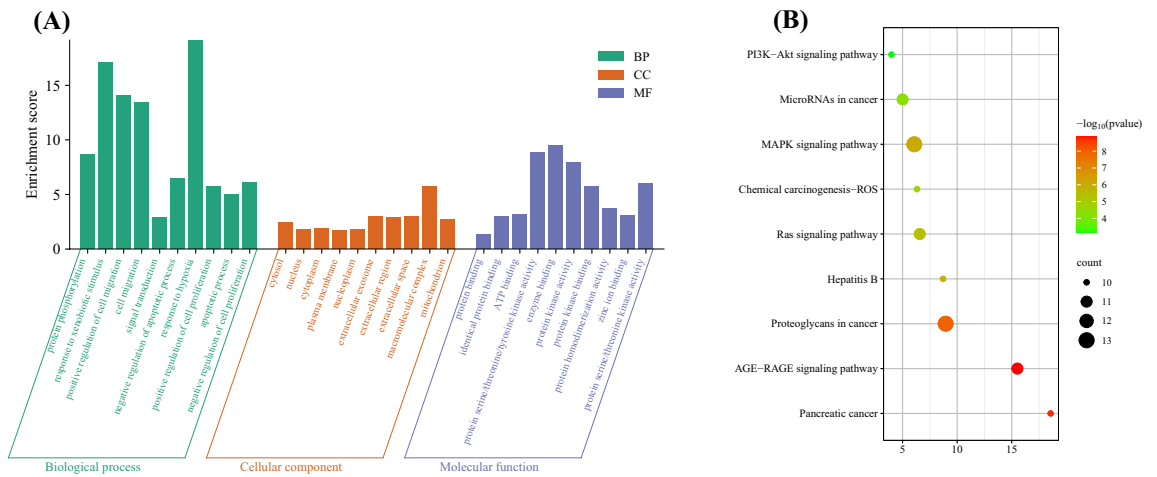 (A)
Enrichment score
15
10
5
0
BP
CC
MF
protein phosphorylation
response to xenobiotic stimulus
positive regulation of cell migration
cell migration
signal transduction
negative regulation of apoptotic process
response to hypoxia
positive regulation of cell proliferation
apoptotic process
negative regulation of cell proliferation
cytosol
nucleus
cytoplasm
plasma membrane
nucleoplasm
extracellular exosome
extracellular region
extracellular space
macromolecular complex
mitochondrion
protein binding
identical protein binding
ATP binding
protein serine/threonine/tyrosine kinase activity
enzyme binding
protein kinase activity
protein kinase binding
protein homodimerization activity
zinc ion binding
protein serine/threonine kinase activity
Biological process
Cellular component
Molecular function
(B)
PI3K−Akt signaling pathway
MicroRNAs in cancer
MAPK signaling pathway
Chemical carcinogenesis−ROS
Ras signaling pathway
Hepatitis B
Proteoglycans in cancer
AGE−RAGE signaling pathway
Pancreatic cancer
5
10
15
−log₁₀(pvalue)
8
7
6
5
4
count
10
11
12
13